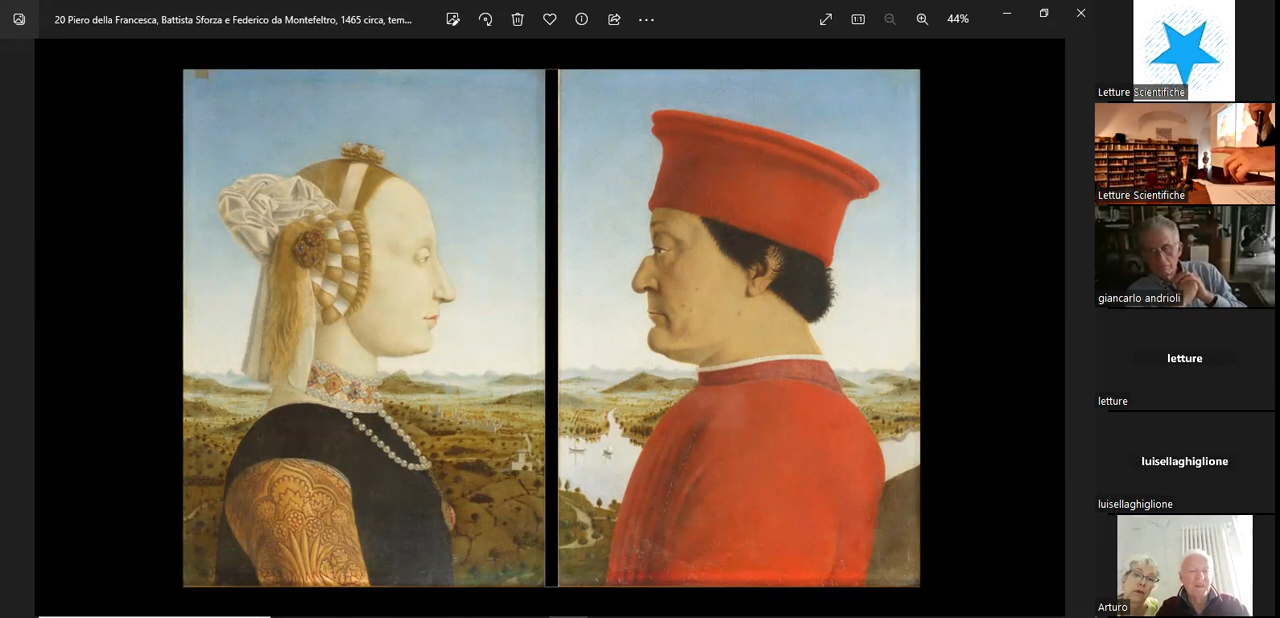 20 Piero della Francesca, Battista Sforza e Federico da Montefeltro, 1465 circa, tem...
44%
Letture Scientifiche
Letture Scientifiche
giancarlo andrioli
letture
letture
luisellaghiglione
luisellaghiglione
Arturo